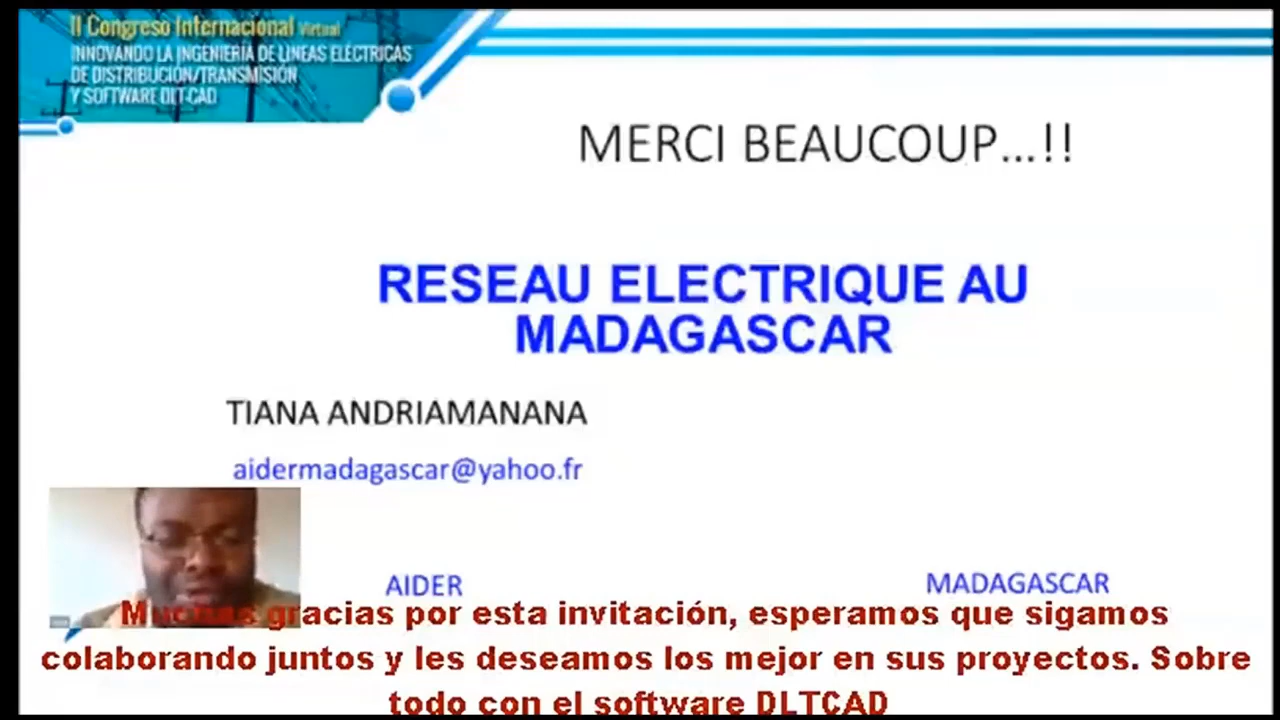 II Congreso Internacional Virtual
INNOVANDO LA INGENIERÍA DE LÍNEAS ELÉCTRICAS
DE DISTRIBUCIÓN/TRANSMISIÓN
Y SOFTWARE DLT-CAD
MERCI BEAUCOUP...!!
RESEAU ELECTRIQUE AU
MADAGASCAR
TIANA ANDRIAMANANA
aidermadagascar@yahoo.fr
AIDER
MADAGASCAR
Muchas gracias por esta invitación, esperamos que sigamos
colaborando juntos y les deseamos los mejor en sus proyectos. Sobre
todo con el software DLTCAD